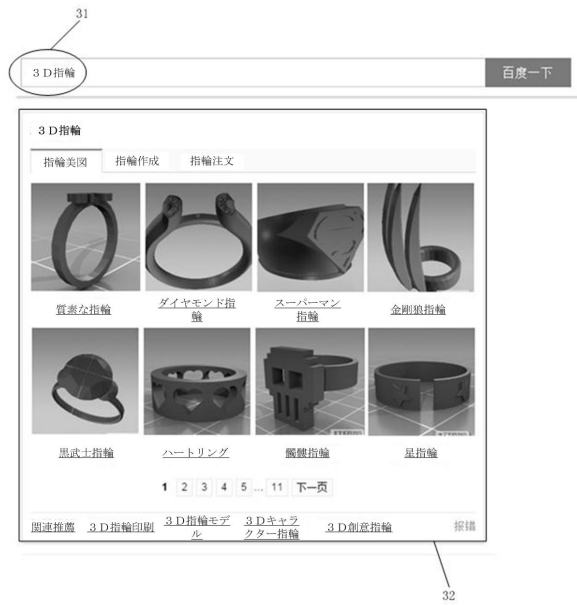 31
3D指輪
百度一下
3D指輪
指輪美図 指輪作成 指輪注文
質素な指輪
ダイヤモンド指
輪
スーパーマン
指輪
金剛狼指輪
黒武士指輪
ハートリング
髑髏指輪
星指輪
1 2 3 4 5 ... 11 下一页
関連推薦 3D指輪印刷 3D指輪モデ
ル
3Dキャラ
クター指輪
3D創意指輪
报错
32